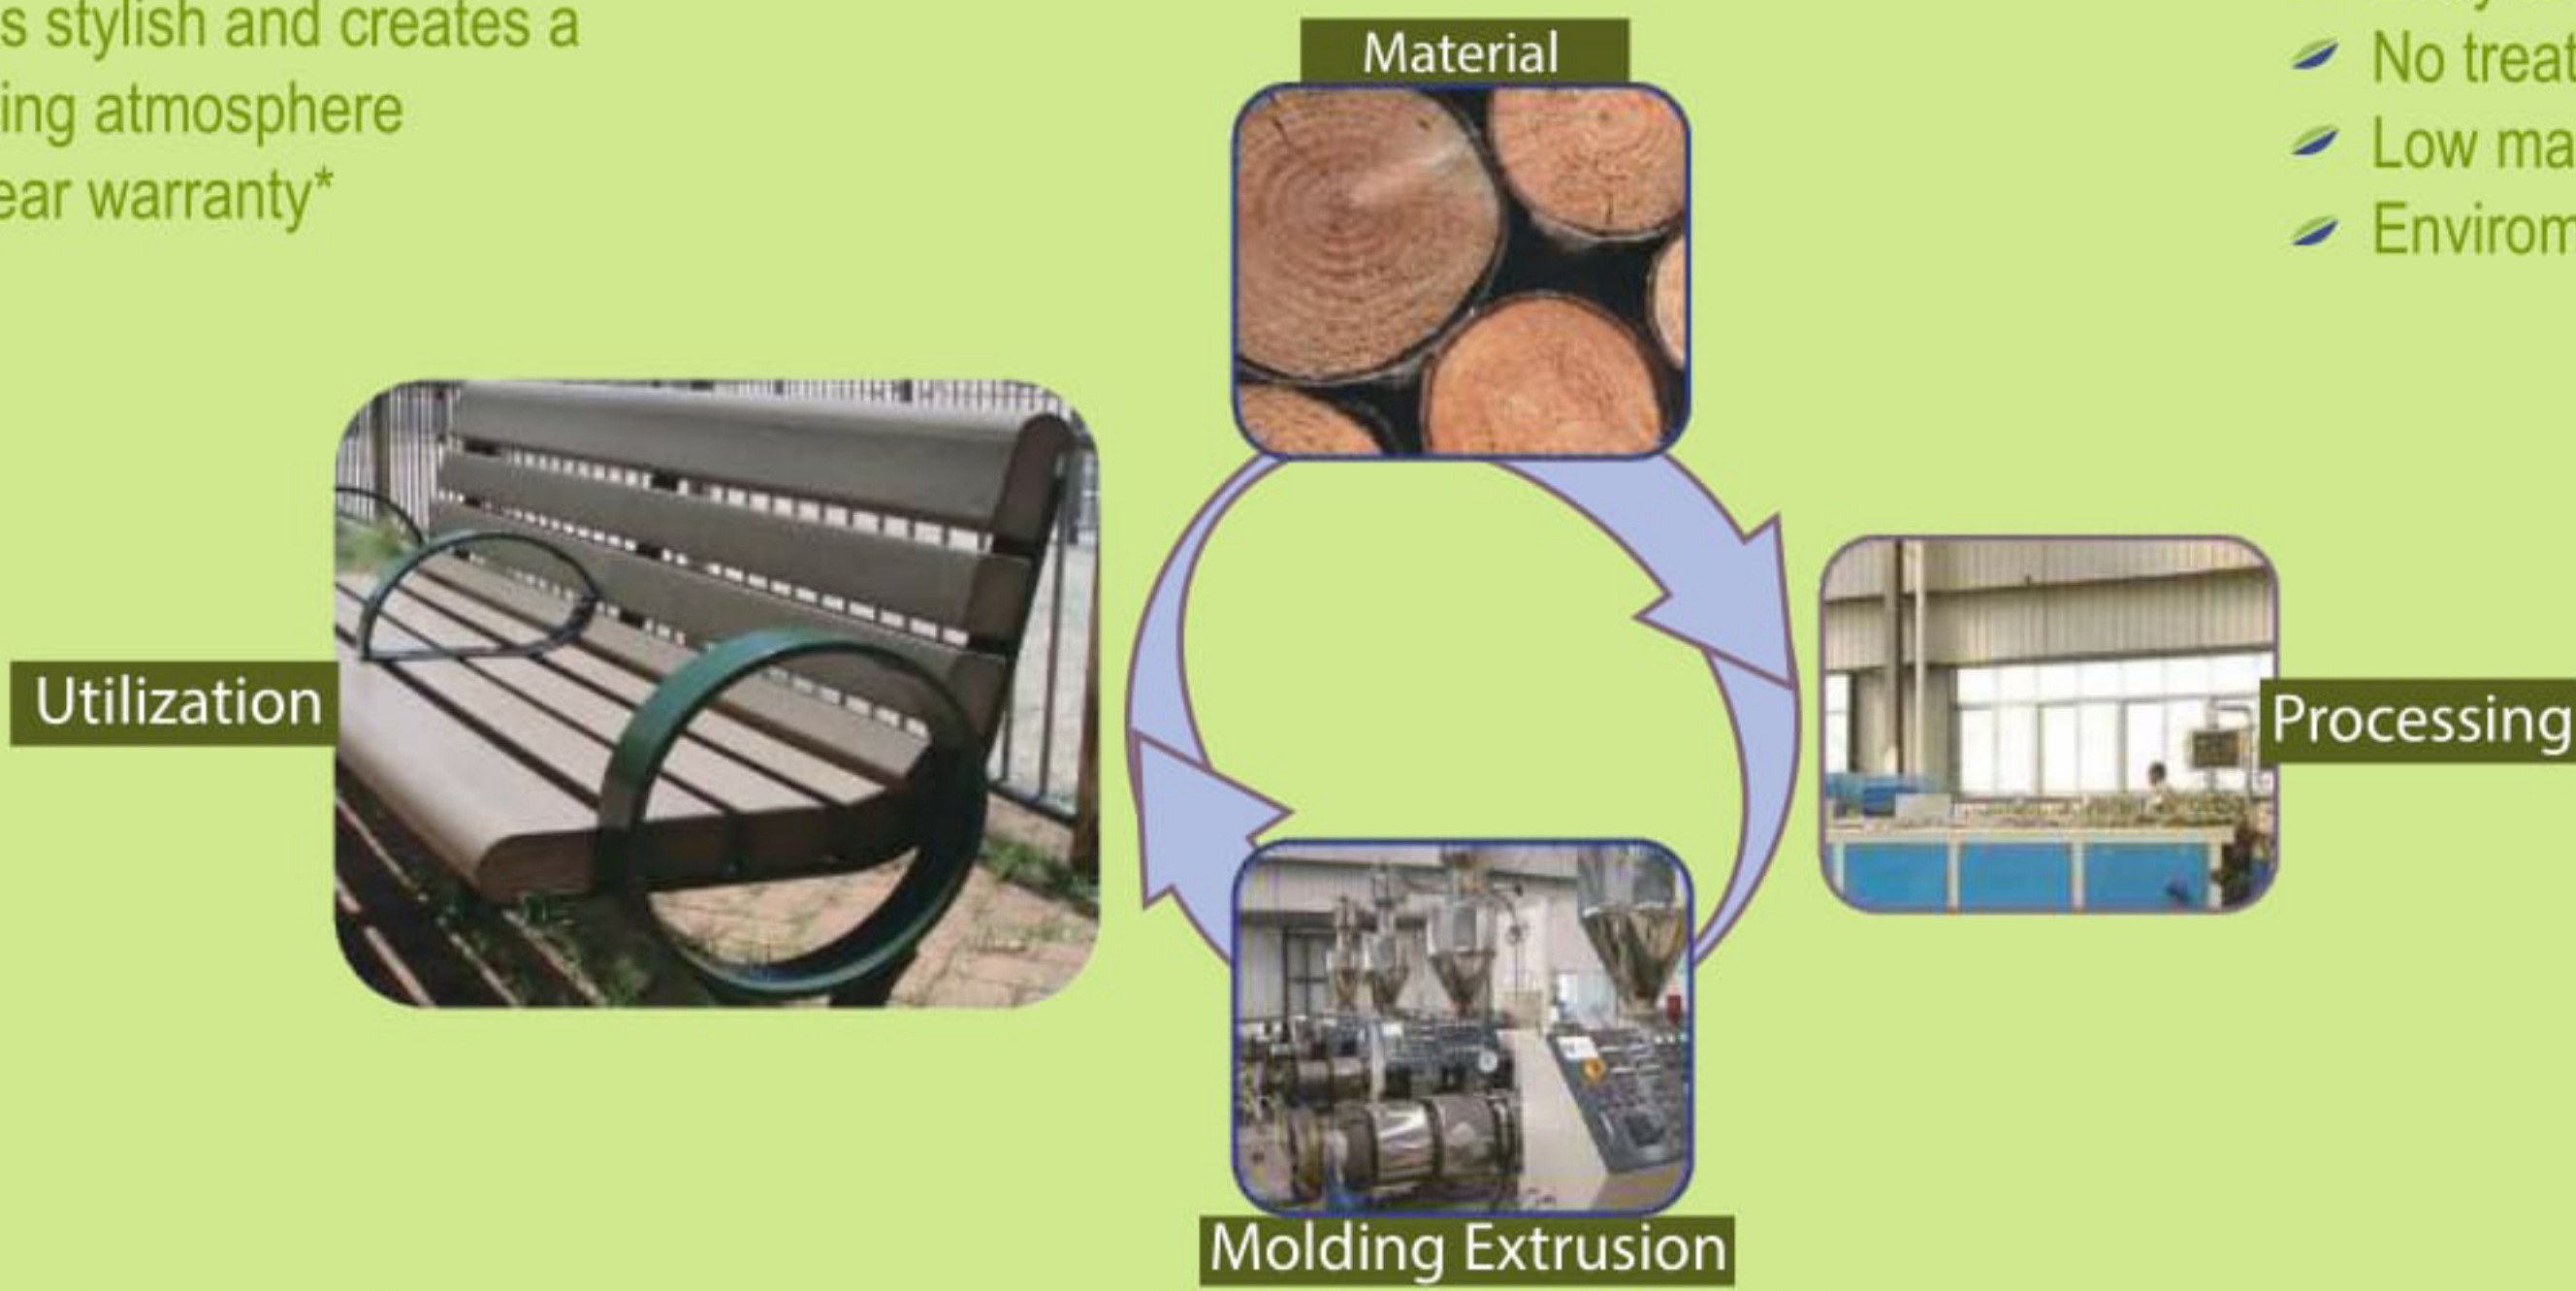 s stylish and creates a
ing atmosphere
ear warranty*
No treat
Low ma
Envirom
Material
Utilization
Processing
Molding Extrusion